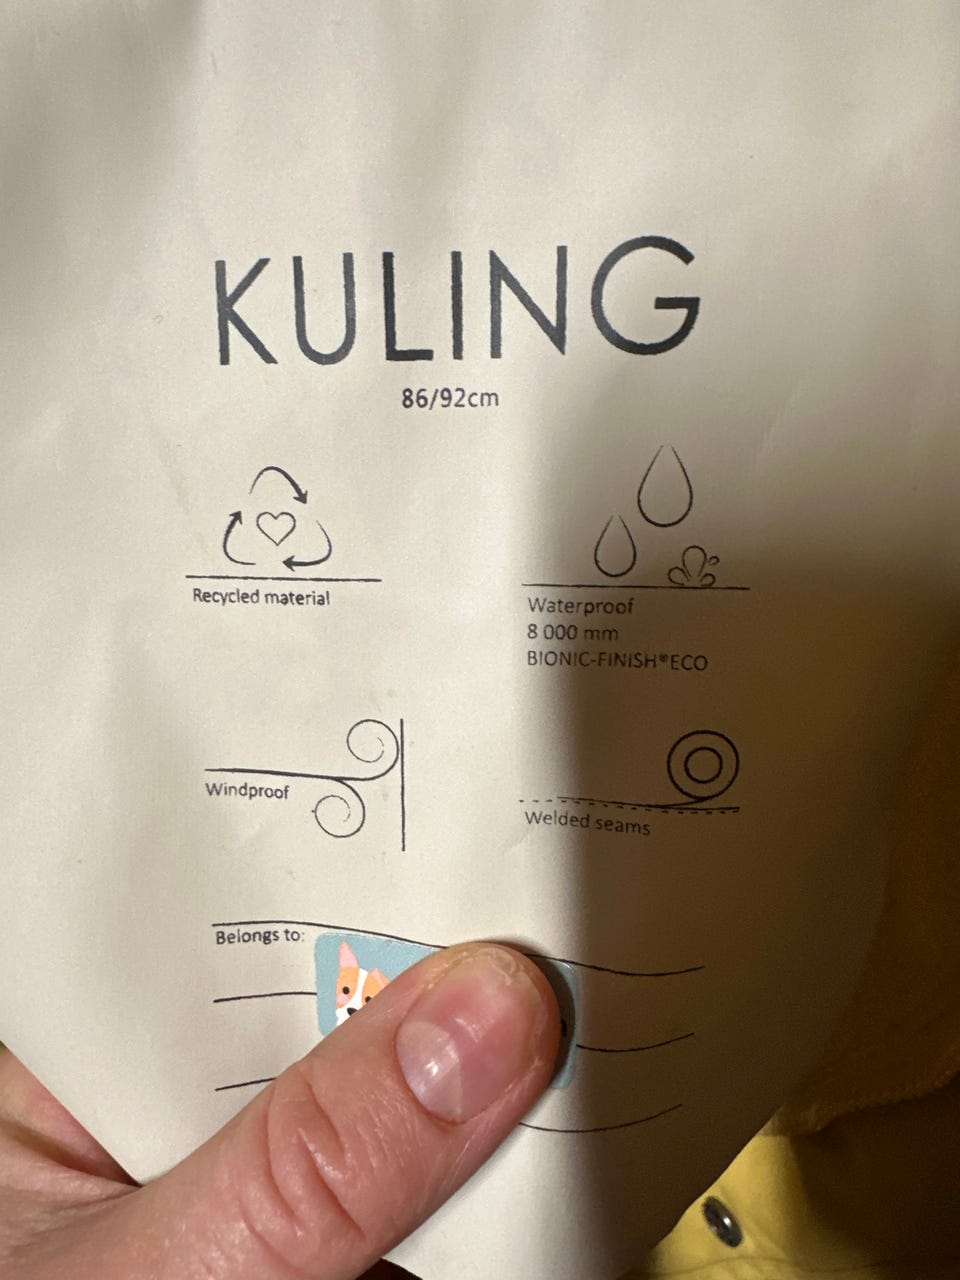 KULING
86/92cm
Recycled material
Waterproof
8 000 mm
BIONIC-FINISH®ECO
Windproof
Welded seams
Belongs to: